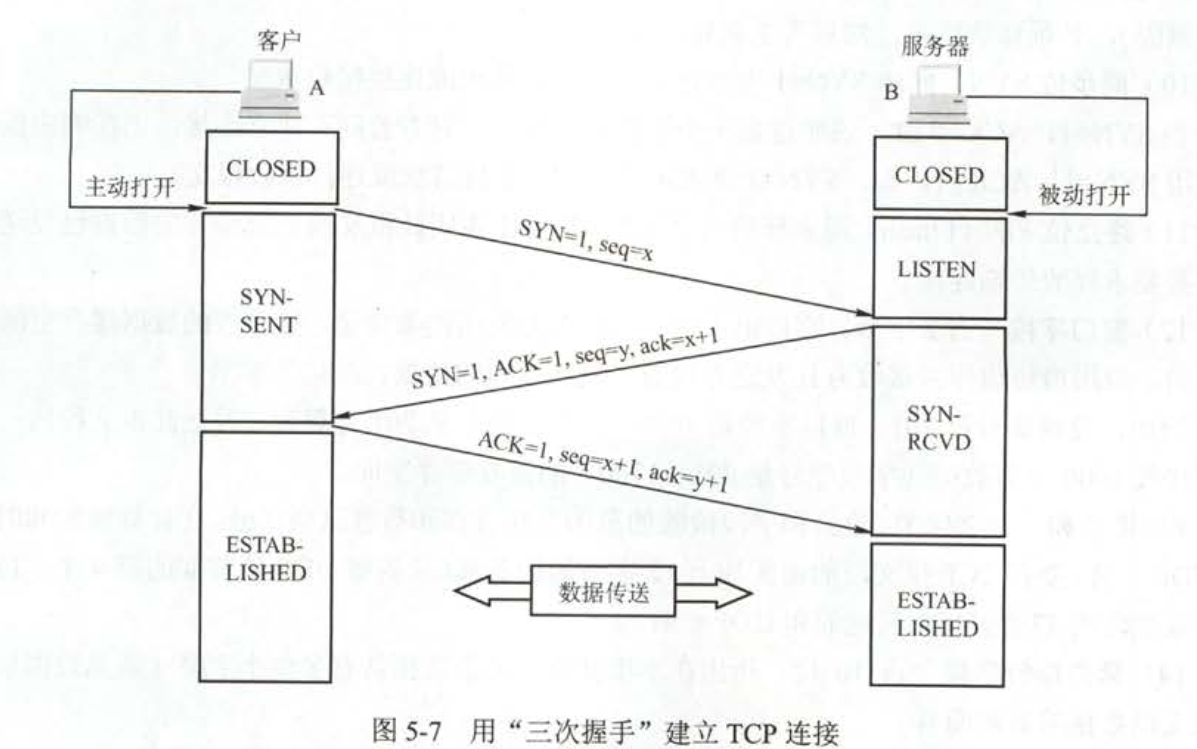 客户
服务器
A
B
CLOSED
CLOSED
主动打开
被动打开
SYN=1, seq=x
LISTEN
SYN-
SENT
SYN=1, ACK=1, seq=y, ack=x+1
SYN-
RCVD
ACK=1, seq=x+1, ack=y+1
ESTAB-
LISHED
数据传送
ESTAB-
LISHED
图 5-7 用“三次握手”建立 TCP 连接